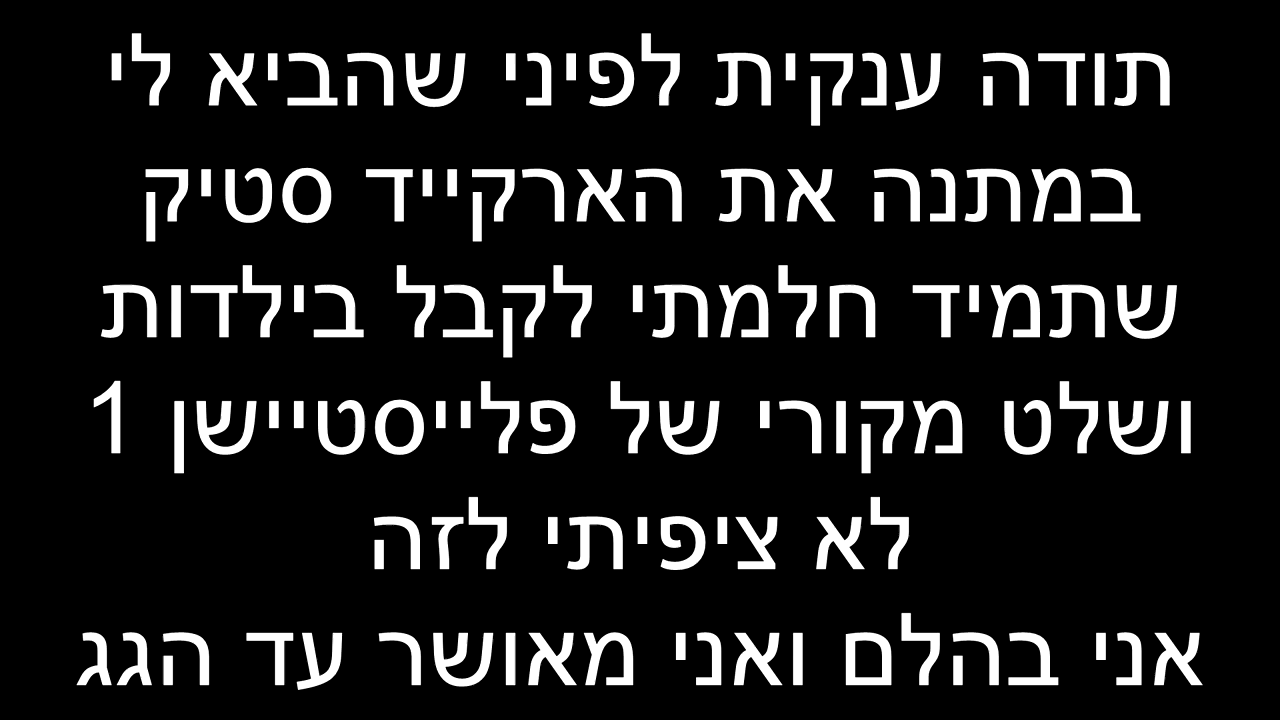 תודה ענקית לפיני שהביא לי
במתנה את הארקייד סטיק
שתמיד חלמתי לקבל בילדות
ושלט מקורי של פלייסטיישן 1
לא ציפיתי לזה
אני בהלם ואני מאושר עד הגג